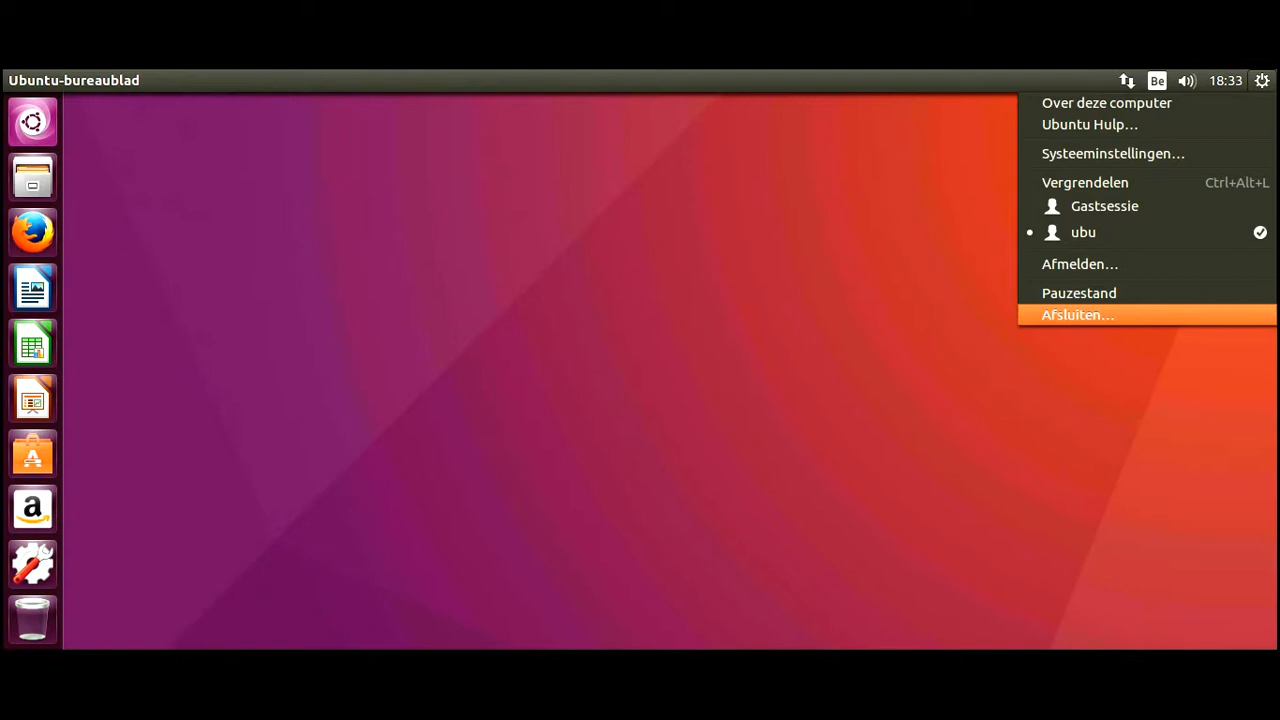 Ubuntu-bureaublad
Be
18:33
Over deze computer
Ubuntu Hulp...
Systeeminstellingen...
Vergrendelen Ctrl+Alt+L
Gastsessie
ubu
Afmelden...
Pauzestand
Afsluiten...
A
a